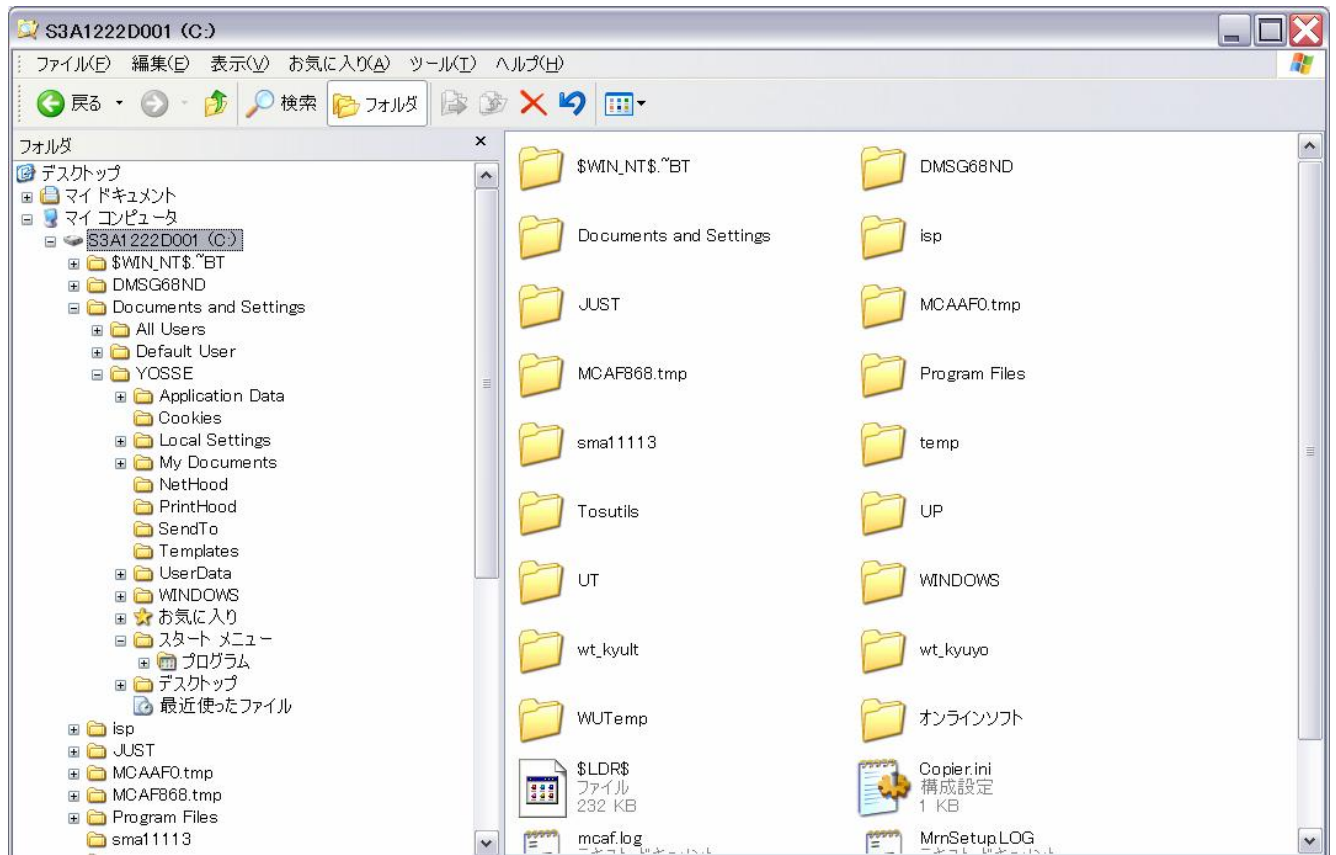 S3A1222D001 (C:)
ファイル(F) 編集(E) 表示(V) お気に入り(A) ツール(T) ヘルプ(H)
戻る 検索 フォルダ
フォルダ
デスクトップ
マイ ドキュメント
マイ コンピュータ
S3A1222D001 (C:)
$WIN_NT$.~BT
DMSG68ND
Documents and Settings
All Users
Default User
YOSSE
Application Data
Cookies
Local Settings
My Documents
NetHood
PrintHood
SendTo
Templates
UserData
WINDOWS
お気に入り
スタート メニュー
プログラム
デスクトップ
最近使ったファイル
isp
JUST
MCAAF0.tmp
MCAF868.tmp
Program Files
sma11113
$WIN_NT$.~BT DMSG68ND
Documents and Settings isp
JUST MCAAF0.tmp
MCAF868.tmp Program Files
sma11113 temp
Tosutils UP
UT WINDOWS
wt_kyult wt_kyuyo
WUTemp オンラインソフト
$LDR$
ファイル
232 KB
Copier.ini
構成設定
1 KB
mcaf.log
MrnSetup.LOG